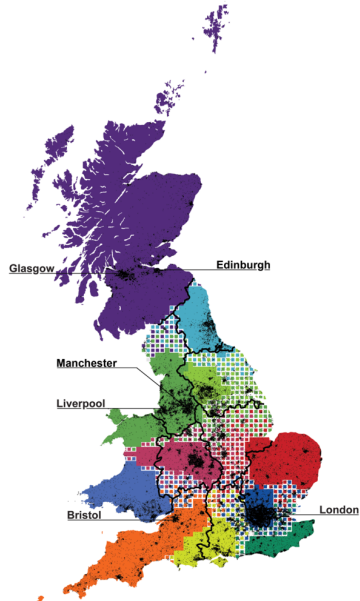 Glasgow
Edinburgh
Manchester
Liverpool
Bristol
London